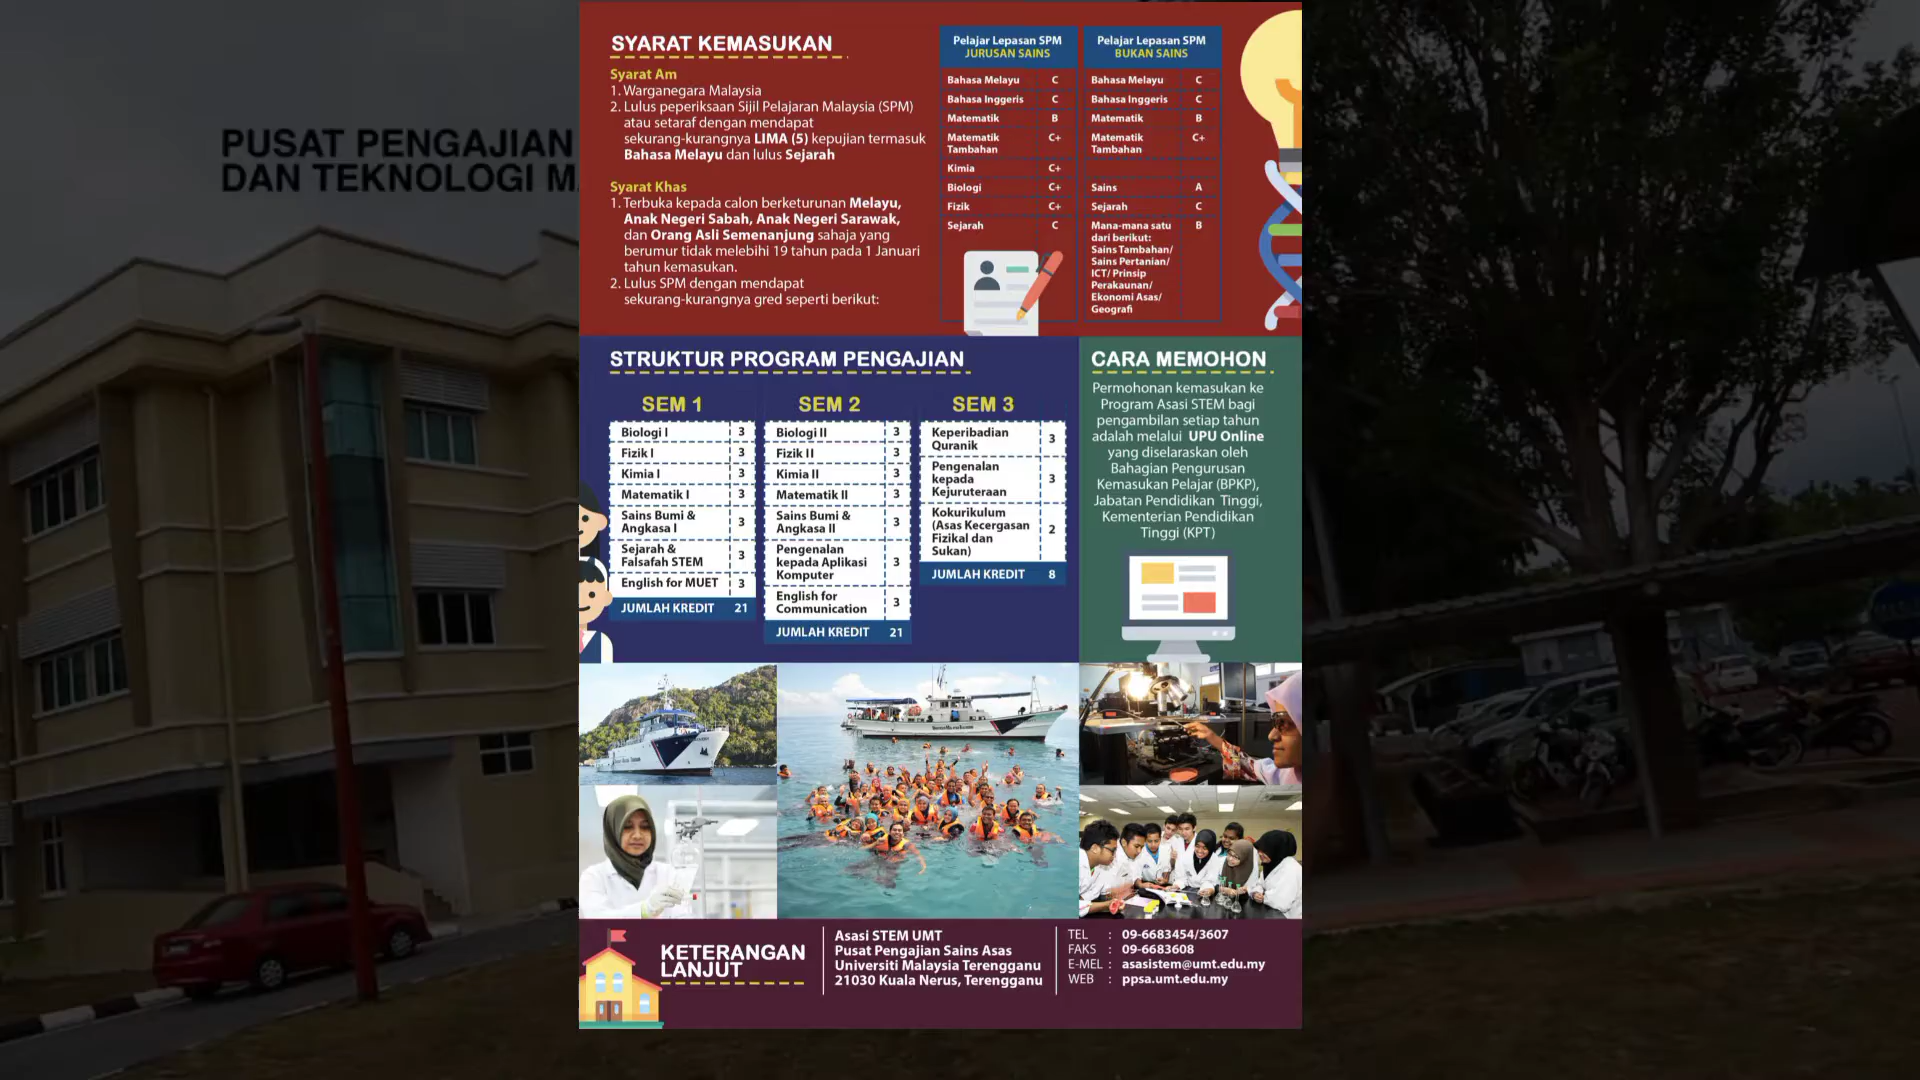 PUSAT PENGAJIAN
DAN TEKNOLOGI MA
SYARAT KEMASUKAN
Syarat Am
1. Warganegara Malaysia
2. Lulus peperiksaan Sijil Pelajaran Malaysia (SPM)
atau setaraf dengan mendapat
sekurang-kurangnya LIMA (5) kepujian termasuk
Bahasa Melayu dan lulus Sejarah
Syarat Khas
1. Terbuka kepada calon berketurunan Melayu,
Anak Negeri Sabah, Anak Negeri Sarawak,
dan Orang Asli Semenanjung sahaja yang
berumur tidak melebihi 19 tahun pada 1 Januari
tahun kemasukan.
2. Lulus SPM dengan mendapat
sekurang-kurangnya gred seperti berikut:
Pelajar Lepasan SPM
JURUSAN SAINS
Bahasa Melayu C
Bahasa Inggeris C
Matematik B
Matematik C+
Tambahan
Kimia C+
Biologi C+
Fizik C+
Sejarah C
Pelajar Lepasan SPM
BUKAN SAINS
Bahasa Melayu C
Bahasa Inggeris C
Matematik B
Matematik C+
Tambahan
Sains A
Sejarah C
Mana-mana satu B
dari berikut:
Sains Tambahan/
Sains Pertanian/
ICT/ Prinsip
Perakaunan/
Ekonomi Asas/
Geografi
STRUKTUR PROGRAM PENGAJIAN
SEM 1
Biologi I 3
Fizik I 3
Kimia I 3
Matematik I 3
Sains Bumi &
Angkasa I 3
Sejarah &
Falsafah STEM 3
English for MUET 3
JUMLAH KREDIT 21
SEM 2
Biologi II 3
Fizik II 3
Kimia II 3
Matematik II 3
Sains Bumi &
Angkasa II 3
Pengenalan
kepada Aplikasi 3
Komputer
English for
Communication 3
JUMLAH KREDIT 21
SEM 3
Keperibadian
Quranik 3
Pengenalan
kepada 3
Kejuruteraan
Kokurikulum
(Asas Kecergasan 2
Fizikal dan
Sukan)
JUMLAH KREDIT 8
CARA MEMOHON
Permohonan kemasukan ke
Program Asasi STEM bagi
pengambilan setiap tahun
adalah melalui UPU Online
yang diselaraskan oleh
Bahagian Pengurusan
Kemasukan Pelajar (BPKP),
Jabatan Pendidikan Tinggi,
Kementerian Pendidikan
Tinggi (KPT)
KETERANGAN
LANJUT
Asasi STEM UMT
Pusat Pengajian Sains Asas
Universiti Malaysia Terengganu
21030 Kuala Nerus, Terengganu
TEL : 09-6683454/3607
FAKS : 09-6683608
E-MEL : asasistem@umt.edu.my
WEB : ppsa.umt.edu.my